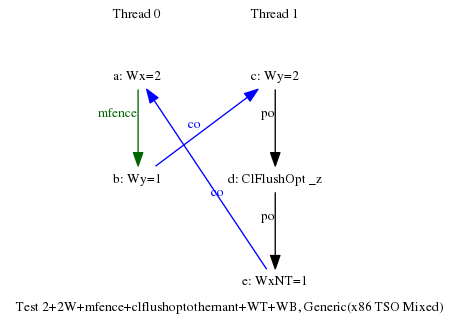 Thread 0 Thread 1
a: Wx=2 c: Wy=2
mfence po
co
b: Wy=1 d: ClFlushOpt _z
co
po
e: WxNT=1
Test 2+2W+mfence+clflushoptothernant+WT+WB, Generic(x86 TSO Mixed)